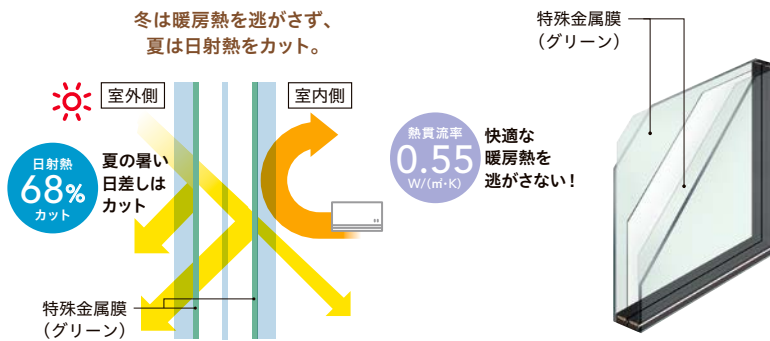 冬は暖房熱を逃がさず、
夏は日射熱をカット。
室外側
室内側
日射熱
68%
カット
夏の暑い
日差しは
カット
特殊金属膜
（グリーン）
熱貫流率
0.55
W/(㎡・K)
快適な
暖房熱を
逃がさない！
特殊金属膜
（グリーン）